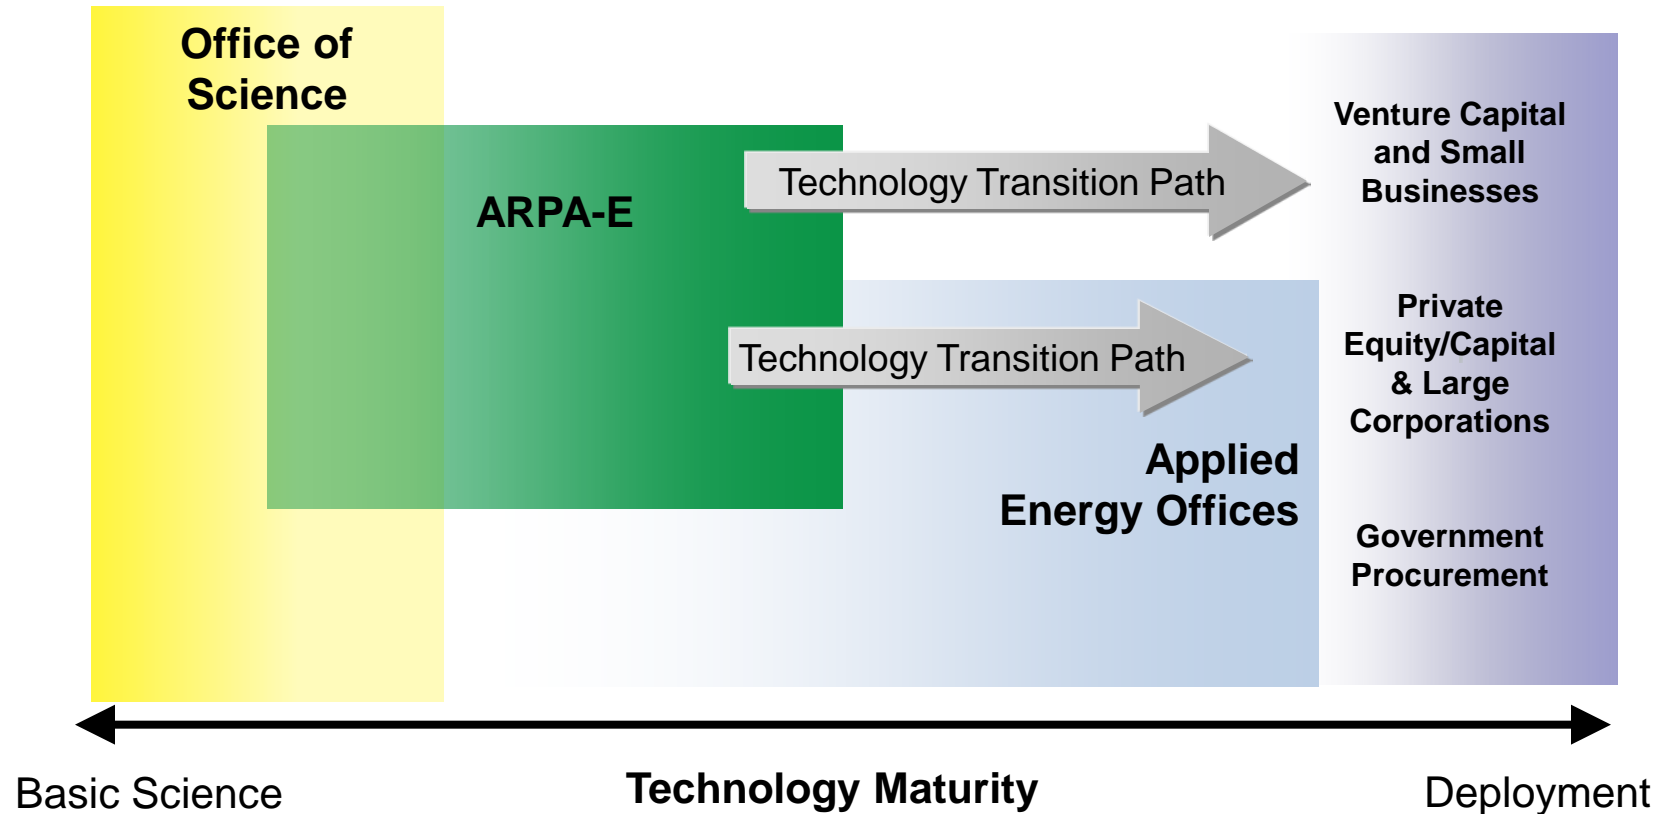 Office of
Science
ARPA-E
Technology Transition Path
Technology Transition Path
Applied
Energy Offices
Venture Capital
and Small
Businesses
Private
Equity/Capital
& Large
Corporations
Government
Procurement
Basic Science
Technology Maturity
Deployment